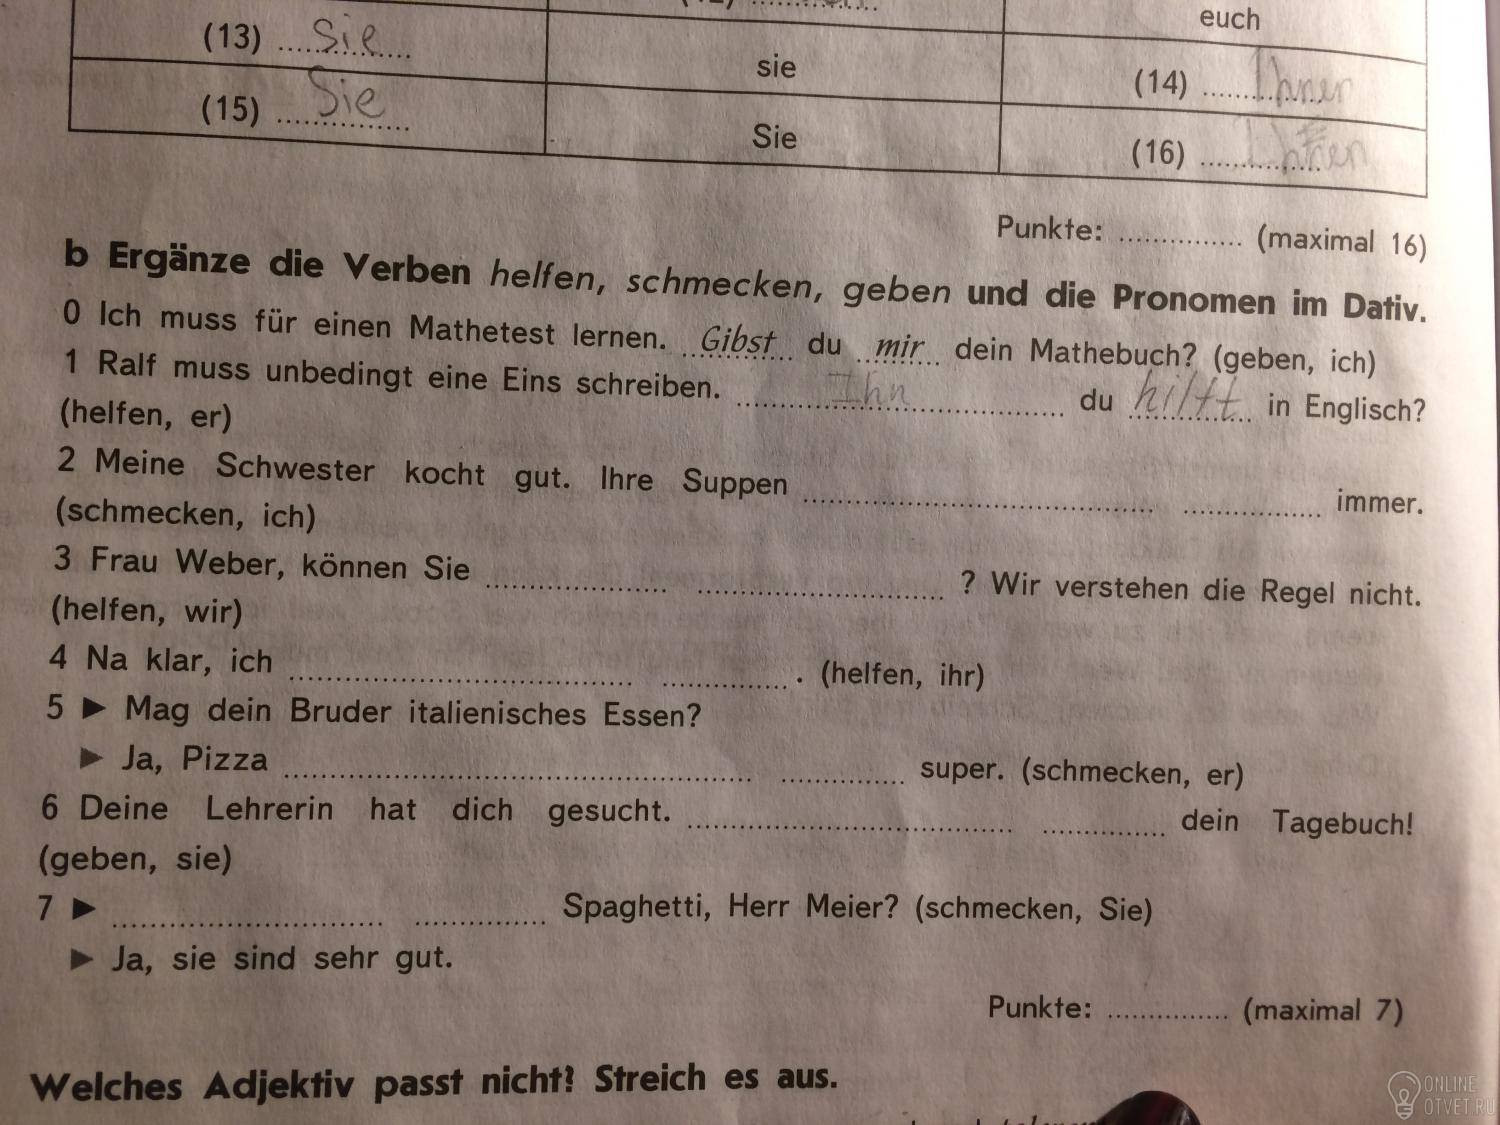 euch
(13) Sie sie (14) Ihner
(15) Sie Sie (16) Ihren
Punkte: .............. (maximal 16)
b Ergänze die Verben helfen, schmecken, geben und die Pronomen im Dativ.
0 Ich muss für einen Mathetest lernen. Gibst du mir dein Mathebuch? (geben, ich)
1 Ralf muss unbedingt eine Eins schreiben. Ihn du hilft in Englisch?
(helfen, er)
2 Meine Schwester kocht gut. Ihre Suppen .............. .............. immer.
(schmecken, ich)
3 Frau Weber, können Sie .............. .............. ? Wir verstehen die Regel nicht.
(helfen, wir)
4 Na klar, ich .............. .............. . (helfen, ihr)
5 ► Mag dein Bruder italienisches Essen?
► Ja, Pizza .............. .............. super. (schmecken, er)
6 Deine Lehrerin hat dich gesucht. .............. .............. dein Tagebuch!
(geben, sie)
7 ► .............. .............. Spaghetti, Herr Meier? (schmecken, Sie)
► Ja, sie sind sehr gut.
Punkte: .............. (maximal 7)
Welches Adjektiv passt nicht? Streich es aus.
ONLINE
OTVET.RU